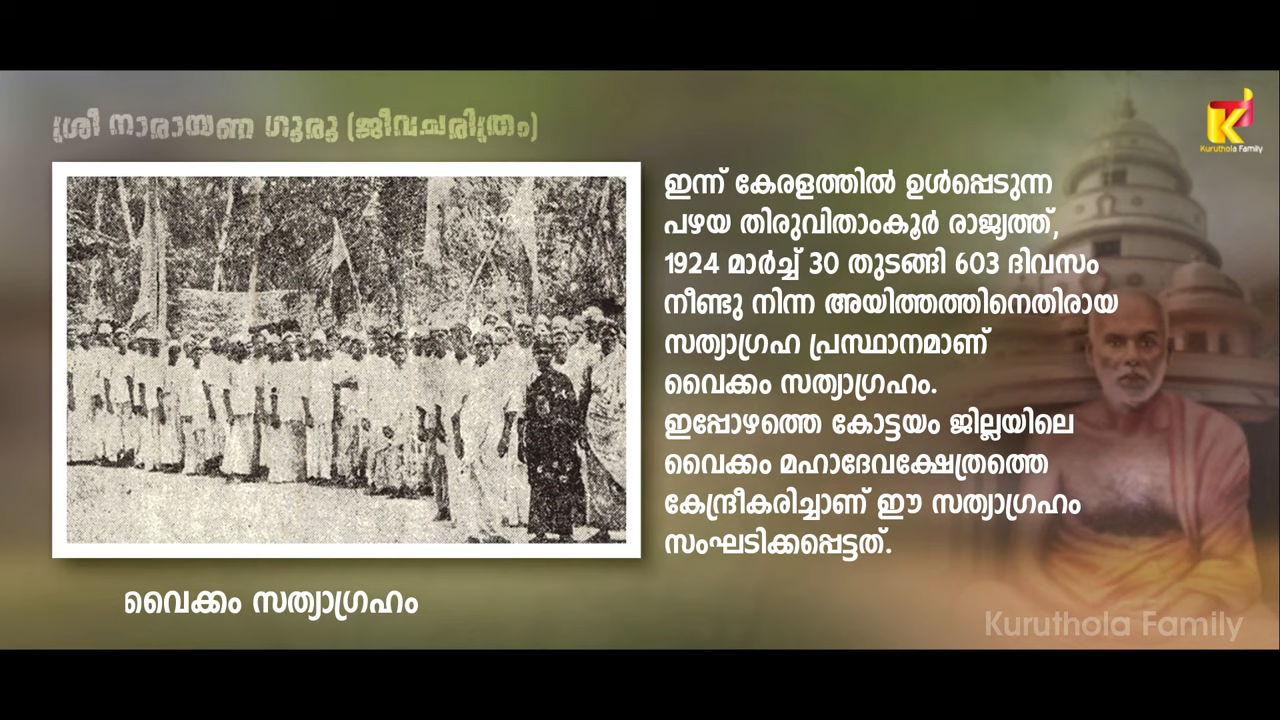 ശ്രീ നാരായണ ഗുരു (ജീവചരിത്രം)
Kuruthola Family
ഇന്ന് കേരളത്തിൽ ഉൾപ്പെടുന്ന
പഴയ തിരുവിതാംകൂർ രാജ്യത്ത്,
1924 മാർച്ച് 30 തുടങ്ങി 603 ദിവസം
നീണ്ടു നിന്ന അയിത്തത്തിനെതിരായ
സത്യാഗ്രഹ പ്രസ്ഥാനമാണ്
വൈക്കം സത്യാഗ്രഹം.
ഇപ്പോഴത്തെ കോട്ടയം ജില്ലയിലെ
വൈക്കം മഹാദേവക്ഷേത്രത്തെ
കേന്ദ്രീകരിച്ചാണ് ഈ സത്യാഗ്രഹം
സംഘടിക്കപ്പെട്ടത്.
വൈക്കം സത്യാഗ്രഹം
Kuruthola Family